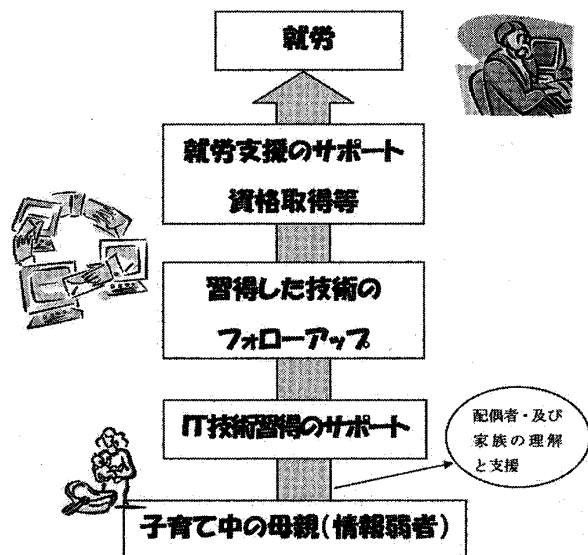 就労
就労支援のサポート
資格取得等
習得した技術の
フォローアップ
IT技術習得のサポート
配偶者・及び
家族の理解
と支援
子育て中の母親(情報弱者)